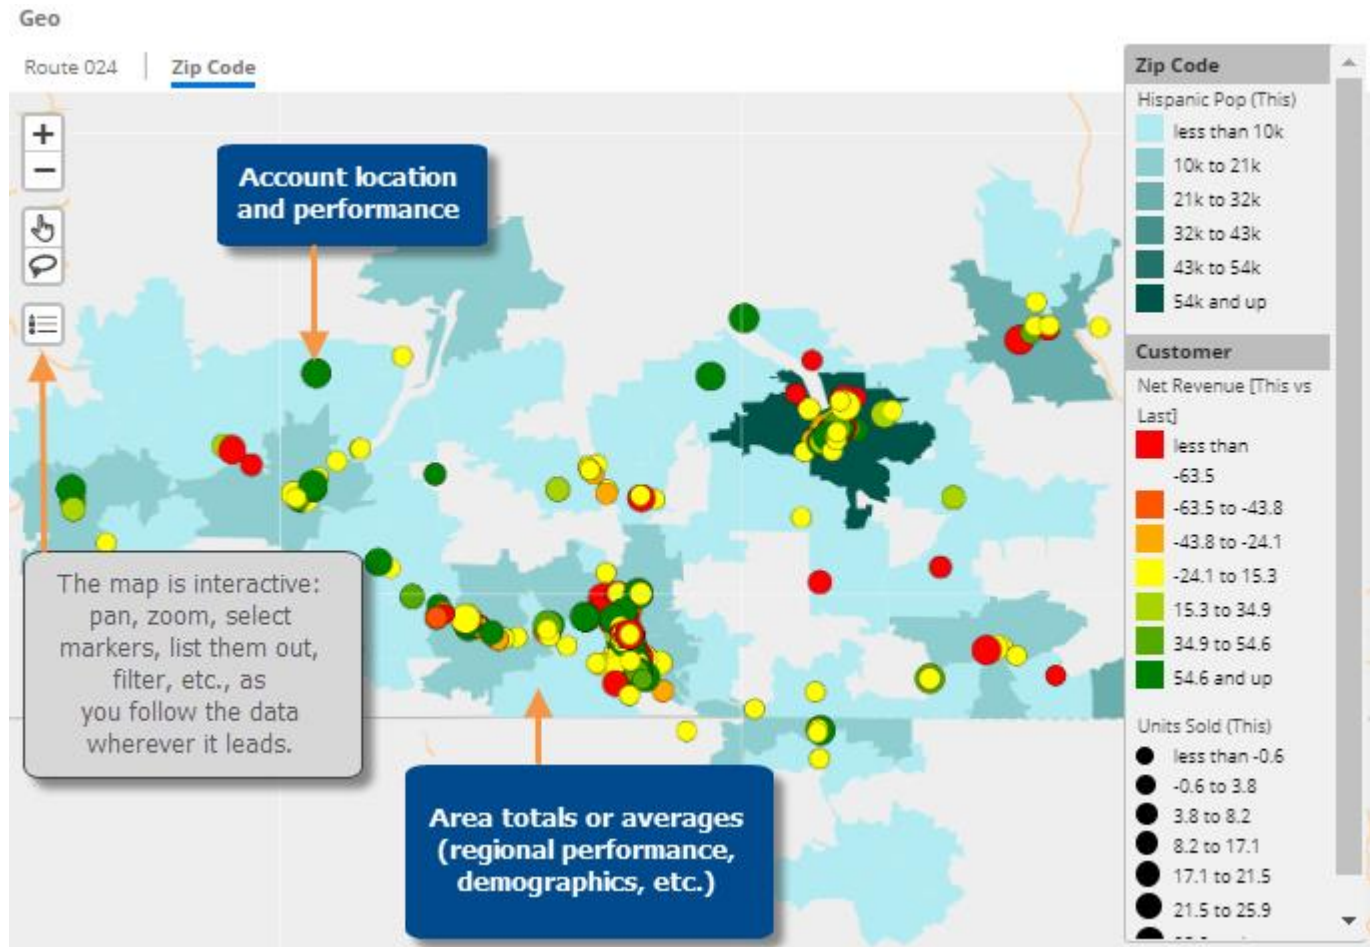 Geo
Route 024
Zip Code
Account location
and performance
The map is interactive:
pan, zoom, select
markers, list them out,
filter, etc., as
you follow the data
wherever it leads.
Area totals or averages
(regional performance,
demographics, etc.)
Zip Code
Hispanic Pop (This)
less than 10k
10k to 21k
21k to 32k
32k to 43k
43k to 54k
54k and up
Customer
Net Revenue [This vs
Last]
less than
-63.5
-63.5 to -43.8
-43.8 to -24.1
-24.1 to 15.3
15.3 to 34.9
34.9 to 54.6
54.6 and up
Units Sold (This)
less than -0.6
-0.6 to 3.8
3.8 to 8.2
8.2 to 17.1
17.1 to 21.5
21.5 to 25.9